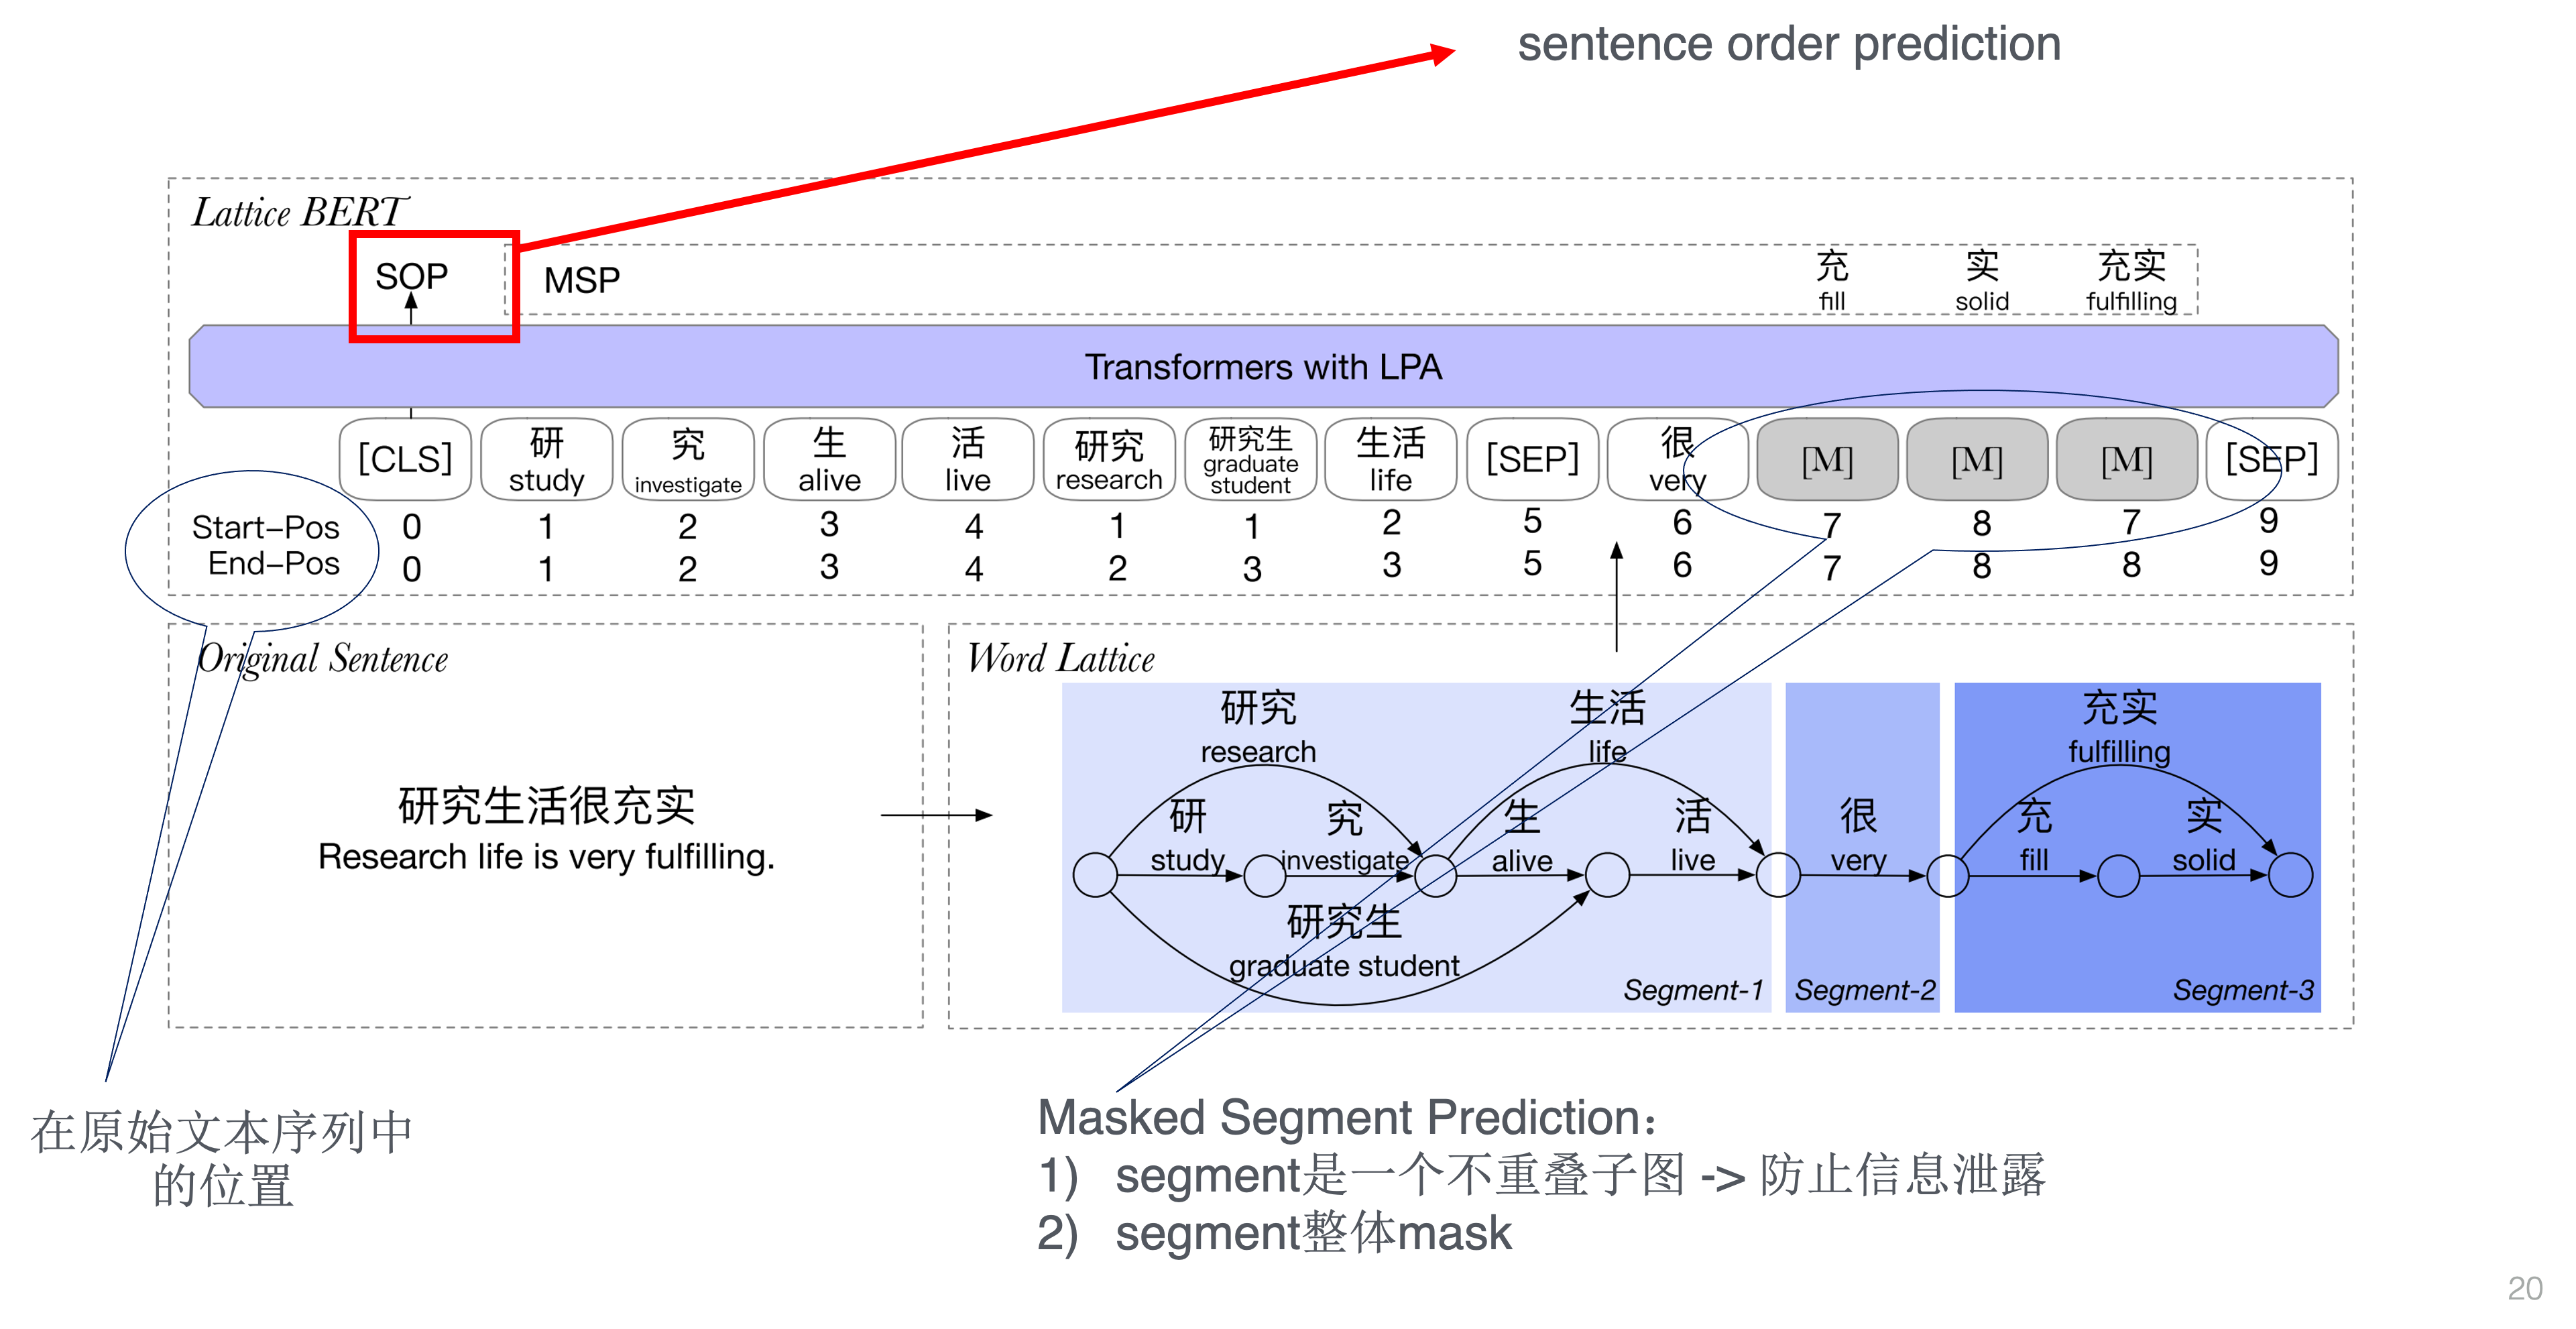 sentence order prediction
Lattice BERT
SOP
MSP
充 实 充实
fill solid fulfilling
Transformers with LPA
[CLS] 研 究 生 活 研究 研究生 生活 [SEP] 很 [M] [M] [M] [SEP]
study investigate alive live research graduate student life very
Start-Pos 0 1 2 3 4 1 1 2 5 6 7 8 7 9
End-Pos 0 1 2 3 4 2 3 3 5 6 7 8 8 9
Original Sentence
研究生活很充实
Research life is very fulfilling.
Word Lattice
研究 生活 充实
research life fulfilling
研 究 生 活 很 充 实
study investigate alive live very fill solid
研究生
graduate student
Segment-1 Segment-2 Segment-3
在原始文本序列中
的位置
Masked Segment Prediction：
1) segment是一个不重叠子图 -> 防止信息泄露
2) segment整体mask
20